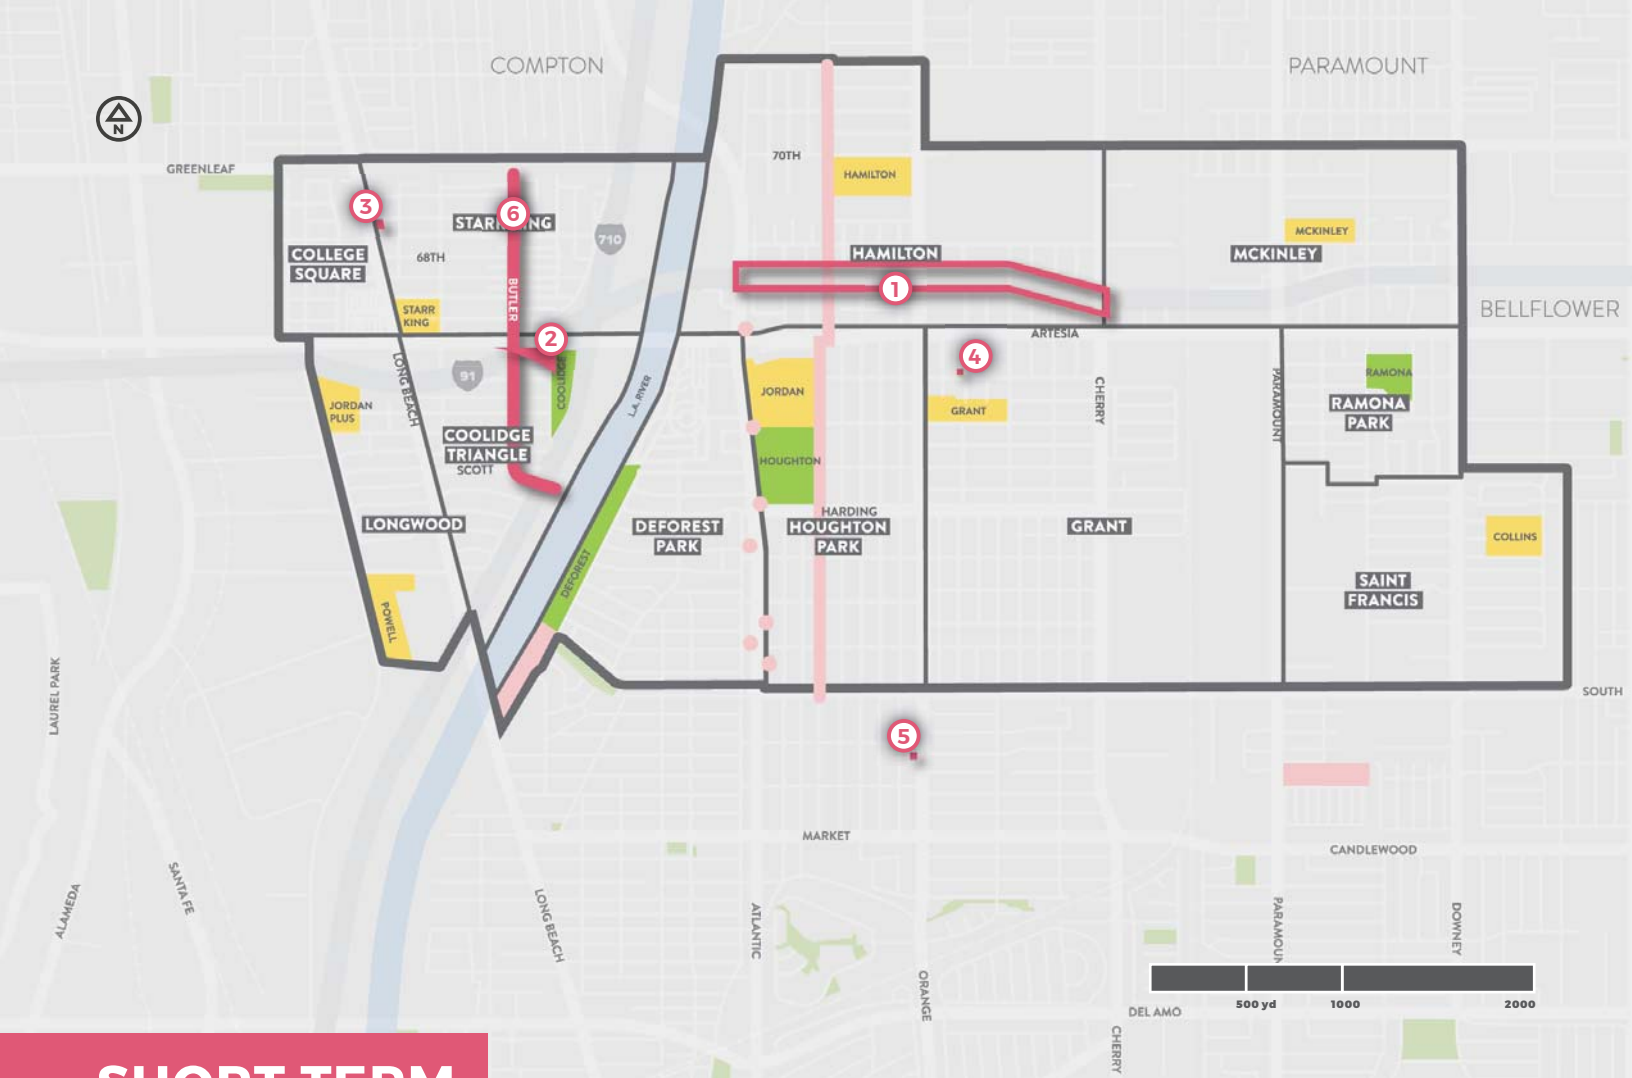 COMPTON
PARAMOUNT
N
GREENLEAF
70TH
HAMILTON
3
6
710
68TH
COLLEGE
SQUARE
HAMILTON
MCKINLEY
MCKINLEY
BUTLER
1
STARR
KING
BELLFLOWER
2
ARTESIA
4
91
LONG BEACH
COOLIDGE
L.A. RIVER
JORDAN
GRANT
CHERRY
PARAMOUNT
RAMONA
RAMONA
PARK
JORDAN
PLUS
COOLIDGE
TRIANGLE
SCOTT
HOUGHTON
HARDING
HOUGHTON
PARK
LONGWOOD
DEFOREST
PARK
GRANT
COLLINS
DEFOREST
SAINT
FRANCIS
POWELL
LAUREL PARK
SOUTH
5
MARKET
CANDLEWOOD
SANTA FE
ALAMEDA
LONG BEACH
ATLANTIC
ORANGE
CHERRY
DOWNEY
500 yd
1000
2000
DEL AMO
SHORT TERM